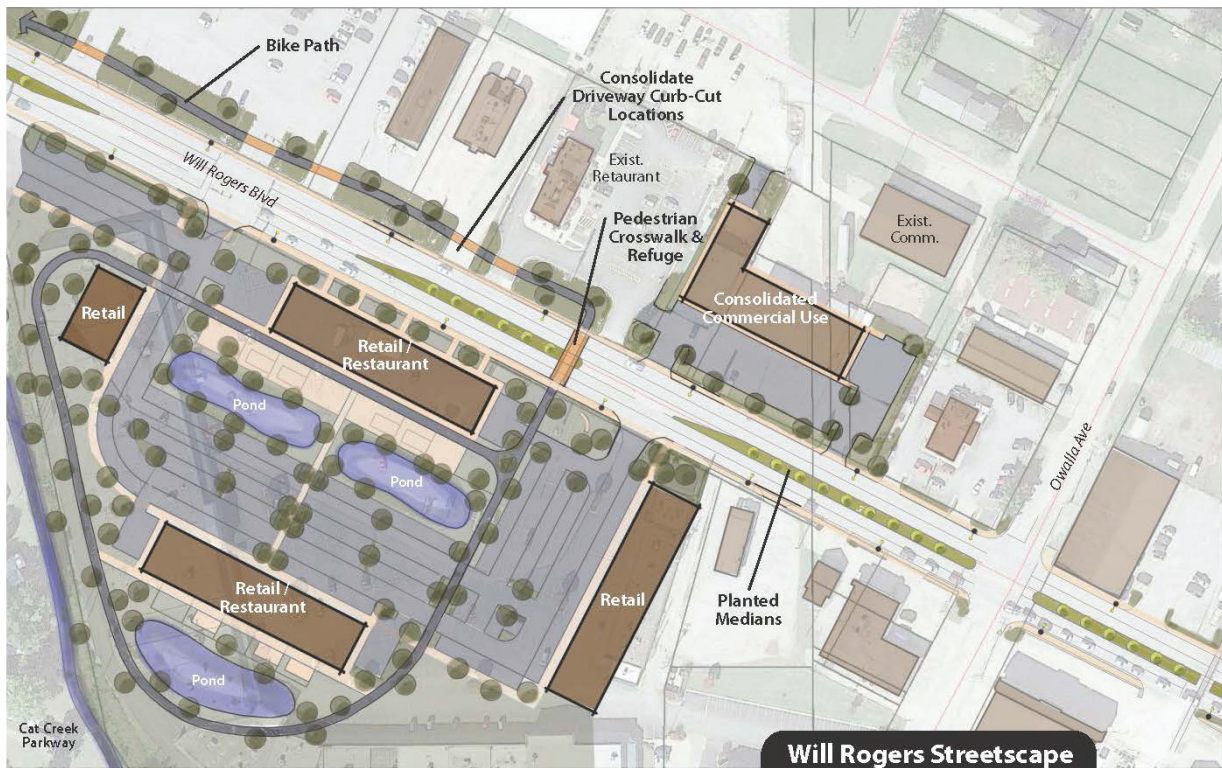 Bike Path
Consolidate
Driveway Curb-Cut
Locations
Will Rogers Blvd
Exist.
Retaurant
Pedestrian
Crosswalk &
Refuge
Exist.
Comm.
Retail
Consolidated
Commercial Use
Retail /
Restaurant
Pond
Pond
Owalla Ave
Retail /
Restaurant
Retail
Planted
Medians
Pond
Cat Creek
Parkway
Will Rogers Streetscape